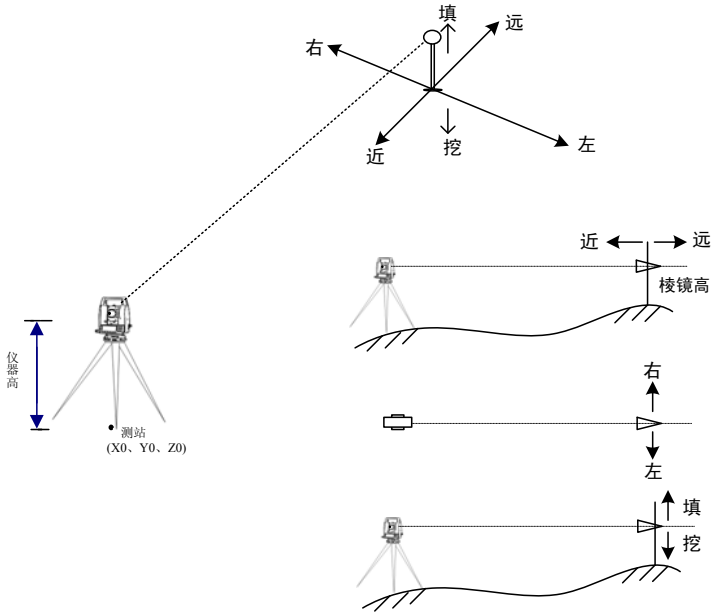 填
远
右
左
近
挖
近
远
棱镜高
仪器高
测站
(X0、Y0、Z0)
右
左
填
挖